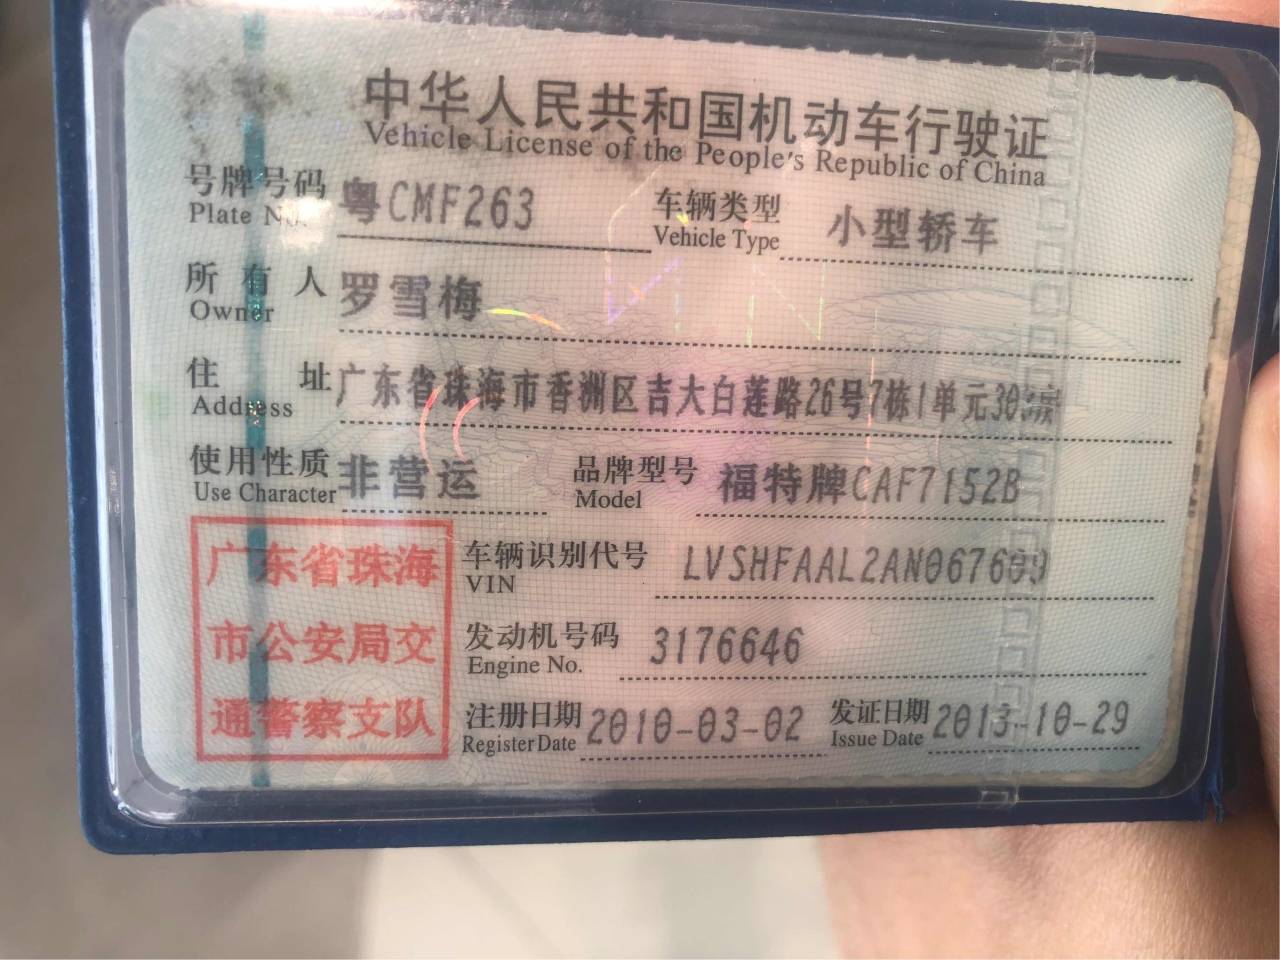 中华人民共和国机动车行驶证
Vehicle License of the People's Republic of China
号牌号码 粤CMF263 车辆类型 小型轿车
Plate No. Vehicle Type
所有人 罗雪梅
Owner
住址 广东省珠海市香洲区吉大白莲路26号7栋1单元
Address
使用性质 非营运 品牌型号 福特牌CAF7152B
Use Character Model
广东省珠海
市公安局交
通警察支队
车辆识别代号 LVSHFAAL2AN067609
VIN
发动机号码 3176646
Engine No.
注册日期 2010-03-02 发证日期 2013-10-29
Register Date Issue Date